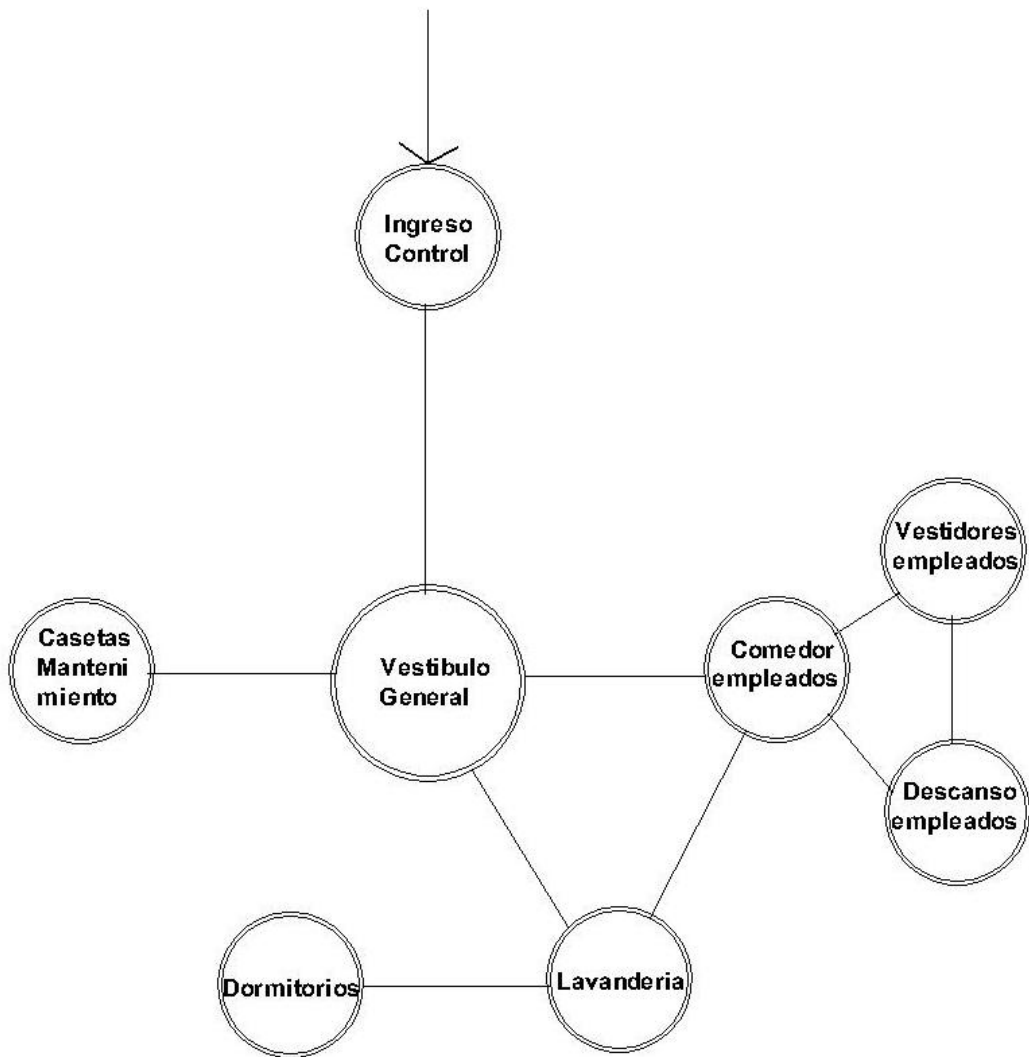 Ingreso
Control
Vestidores
empleados
Casetas
Manteni
miento
Vestibulo
General
Comedor
empleados
Descanso
empleados
Dormitorios
Lavanderia